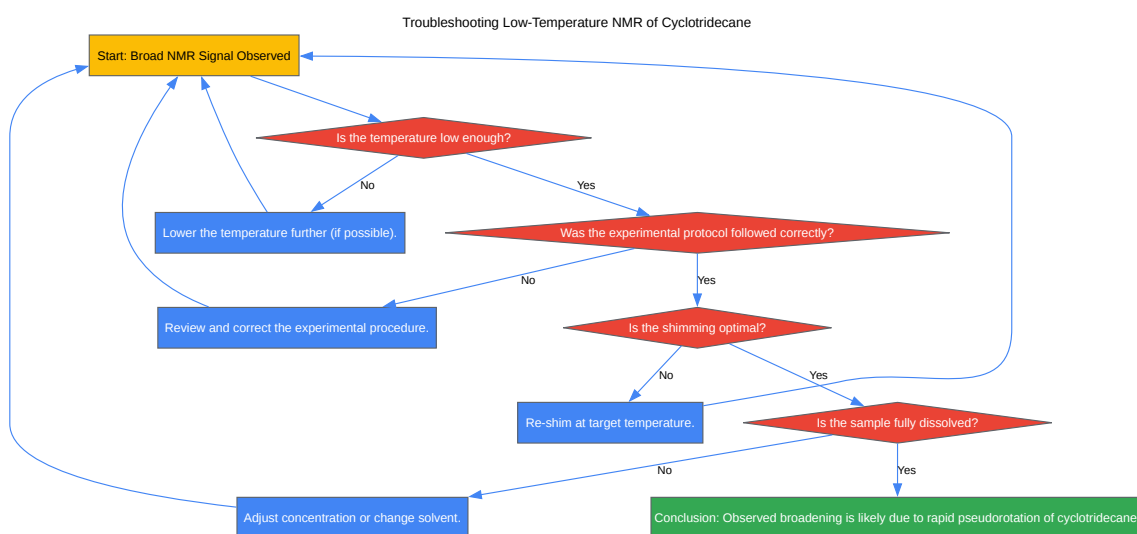 Troubleshooting Low-Temperature NMR of Cyclotridecane
Start: Broad NMR Signal Observed
Is the temperature low enough?
No
Yes
Lower the temperature further (if possible).
Was the experimental protocol followed correctly?
No
Yes
Review and correct the experimental procedure.
Is the shimming optimal?
No
Yes
Re-shim at target temperature.
Is the sample fully dissolved?
No
Yes
Adjust concentration or change solvent.
Conclusion: Observed broadening is likely due to rapid pseudorotation of cyclotridecane